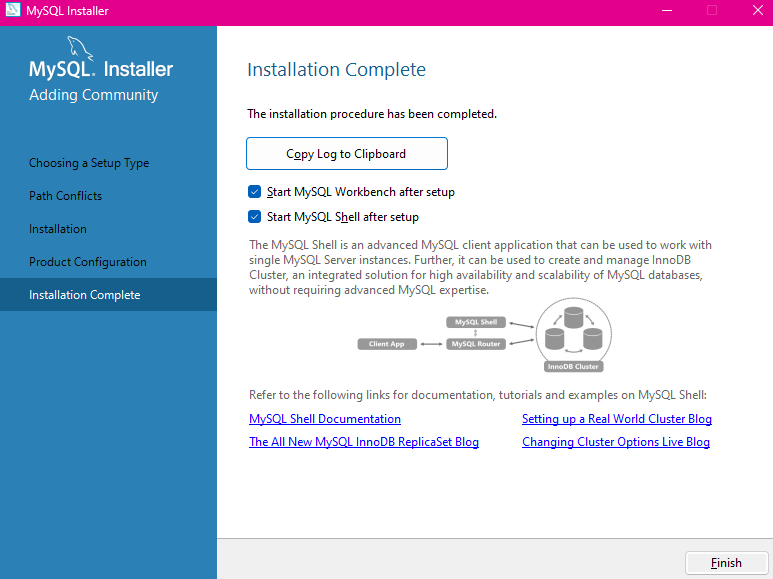 MySQL Installer
MySQL. Installer
Adding Community
Choosing a Setup Type
Path Conflicts
Installation
Product Configuration
Installation Complete
Installation Complete
The installation procedure has been completed.
Copy Log to Clipboard
Start MySQL Workbench after setup
Start MySQL Shell after setup
The MySQL Shell is an advanced MySQL client application that can be used to work with
single MySQL Server instances. Further, it can be used to create and manage InnoDB
Cluster, an integrated solution for high availability and scalability of MySQL databases,
without requiring advanced MySQL expertise.
MySQL Shell
Client App
MySQL Router
InnoDB Cluster
Refer to the following links for documentation, tutorials and examples on MySQL Shell:
MySQL Shell Documentation
Setting up a Real World Cluster Blog
The All New MySQL InnoDB ReplicaSet Blog
Changing Cluster Options Live Blog
Finish